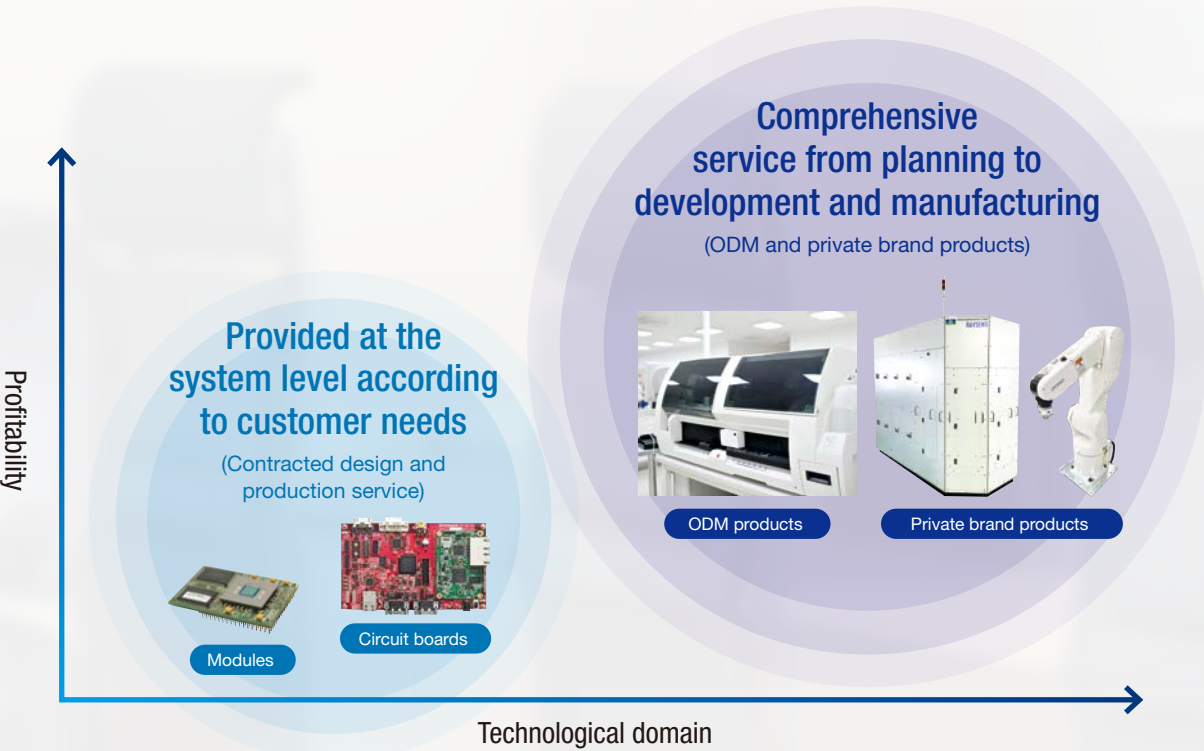 Comprehensive
service from planning to
development and manufacturing
(ODM and private brand products)
ODM products
Private brand products
Provided at the
system level according
to customer needs
(Contracted design and
production service)
Modules
Circuit boards
Profitability
Technological domain